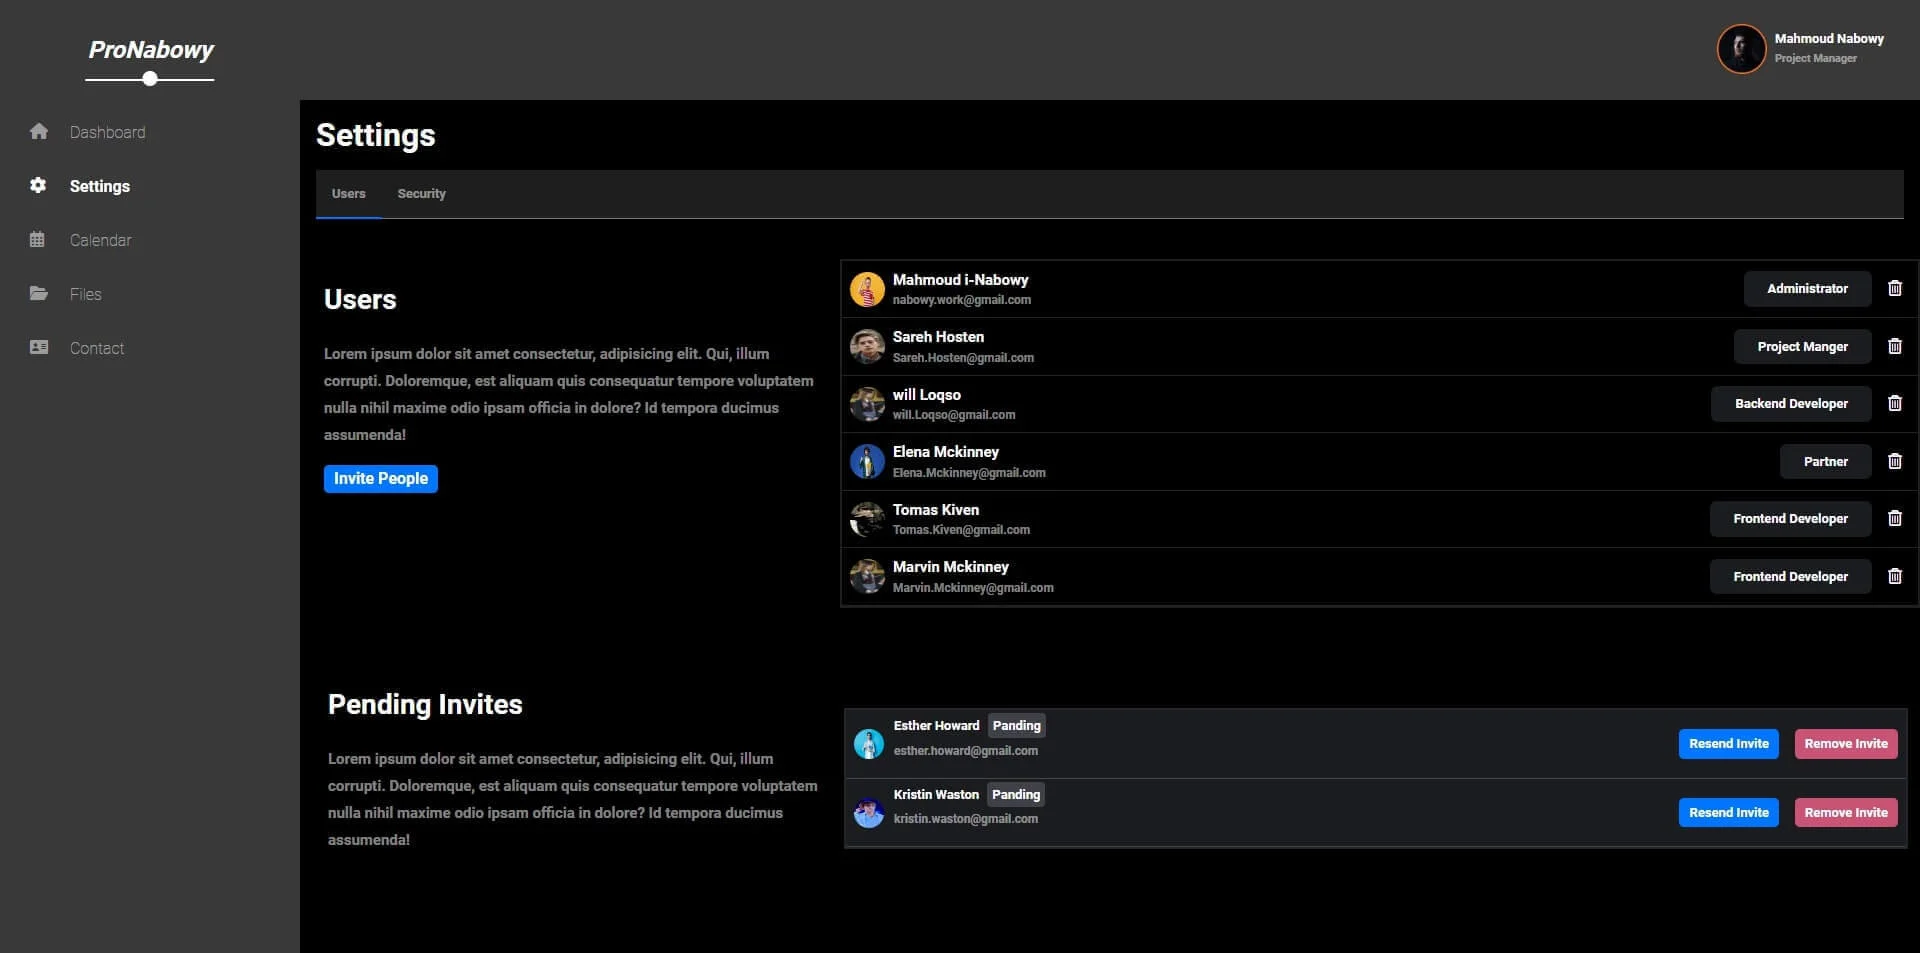 ProNabowy
Mahmoud Nabowy
Project Manager
Dashboard
Settings
Calendar
Files
Contact
Settings
Users
Security
Users
Lorem ipsum dolor sit amet consectetur, adipisicing elit. Qui, illum
corrupti. Doloremque, est aliquam quis consequatur tempore voluptatem
nulla nihil maxime odio ipsam officia in dolore? Id tempora ducimus
assumenda!
Invite People
Mahmoud i-Nabowy
nabowy.work@gmail.com
Administrator
Sareh Hosten
Sareh.Hosten@gmail.com
Project Manger
will Loqso
will.Loqso@gmail.com
Backend Developer
Elena Mckinney
Elena.Mckinney@gmail.com
Partner
Tomas Kiven
Tomas.Kiven@gmail.com
Frontend Developer
Marvin Mckinney
Marvin.Mckinney@gmail.com
Frontend Developer
Pending Invites
Lorem ipsum dolor sit amet consectetur, adipisicing elit. Qui, illum
corrupti. Doloremque, est aliquam quis consequatur tempore voluptatem
nulla nihil maxime odio ipsam officia in dolore? Id tempora ducimus
assumenda!
Esther Howard Panding
esther.howard@gmail.com
Resend Invite
Remove Invite
Kristin Waston Panding
kristin.waston@gmail.com
Resend Invite
Remove Invite